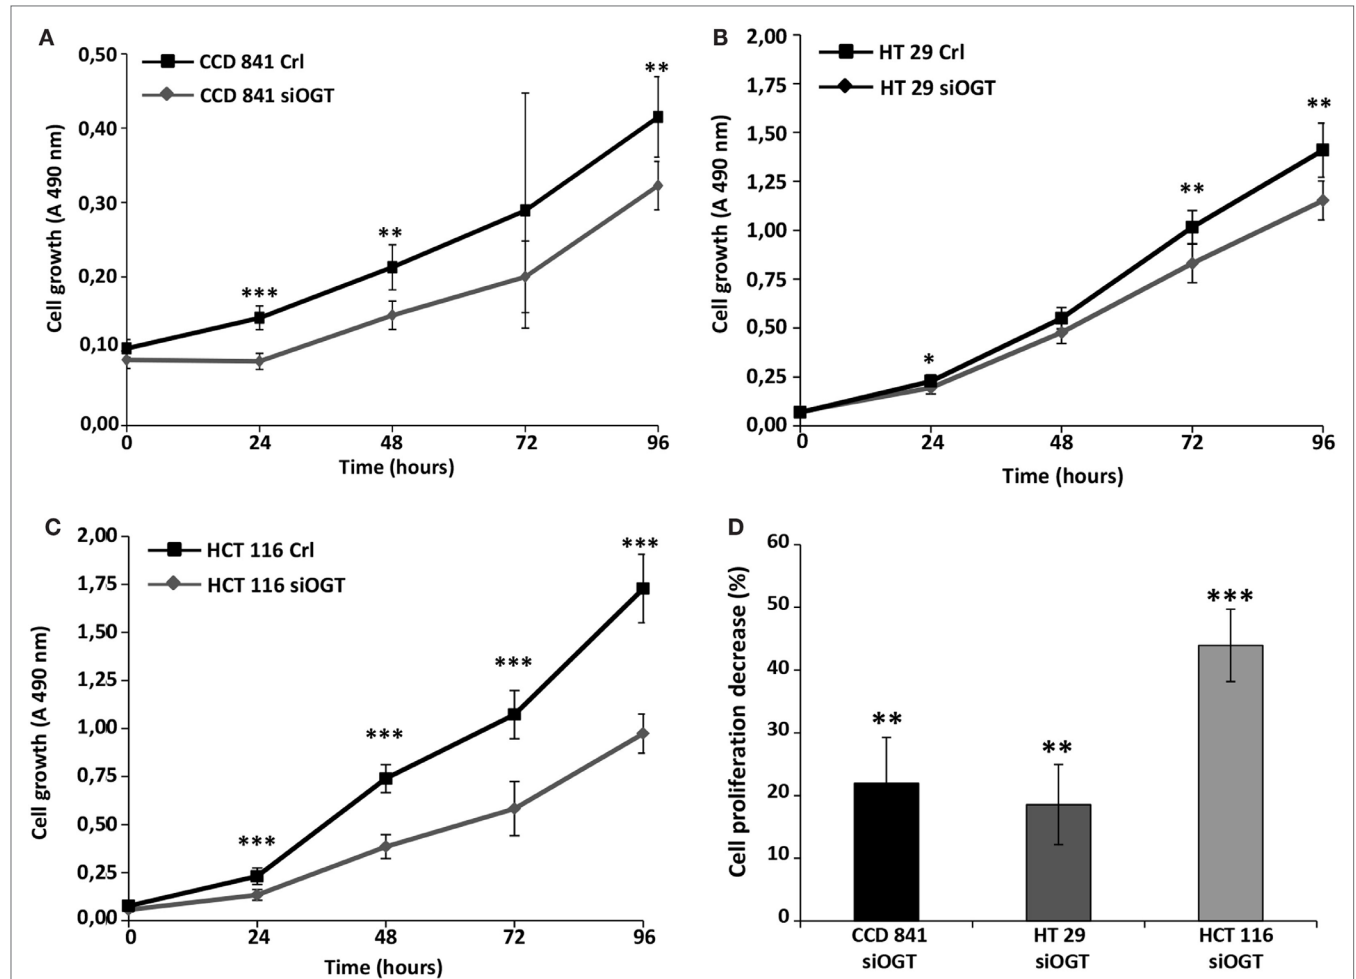 A
CCD 841 Crl
CCD 841 siOGT
Cell growth (A 490 nm)
0,50
0,40
0,30
0,20
0,10
0,00
***
**
**
0 24 48 72 96
Time (hours)
B
HT 29 Crl
HT 29 siOGT
Cell growth (A 490 nm)
2,00
1,75
1,50
1,25
1,00
0,75
0,50
0,25
0,00
*
**
**
0 24 48 72 96
Time (hours)
C
HCT 116 Crl
HCT 116 siOGT
Cell growth (A 490 nm)
2,00
1,75
1,50
1,25
1,00
0,75
0,50
0,25
0,00
***
***
***
***
0 24 48 72 96
Time (hours)
D
Cell proliferation decrease (%)
60
50
40
30
20
10
0
**
**
***
CCD 841 HT 29 HCT 116
siOGT siOGT siOGT